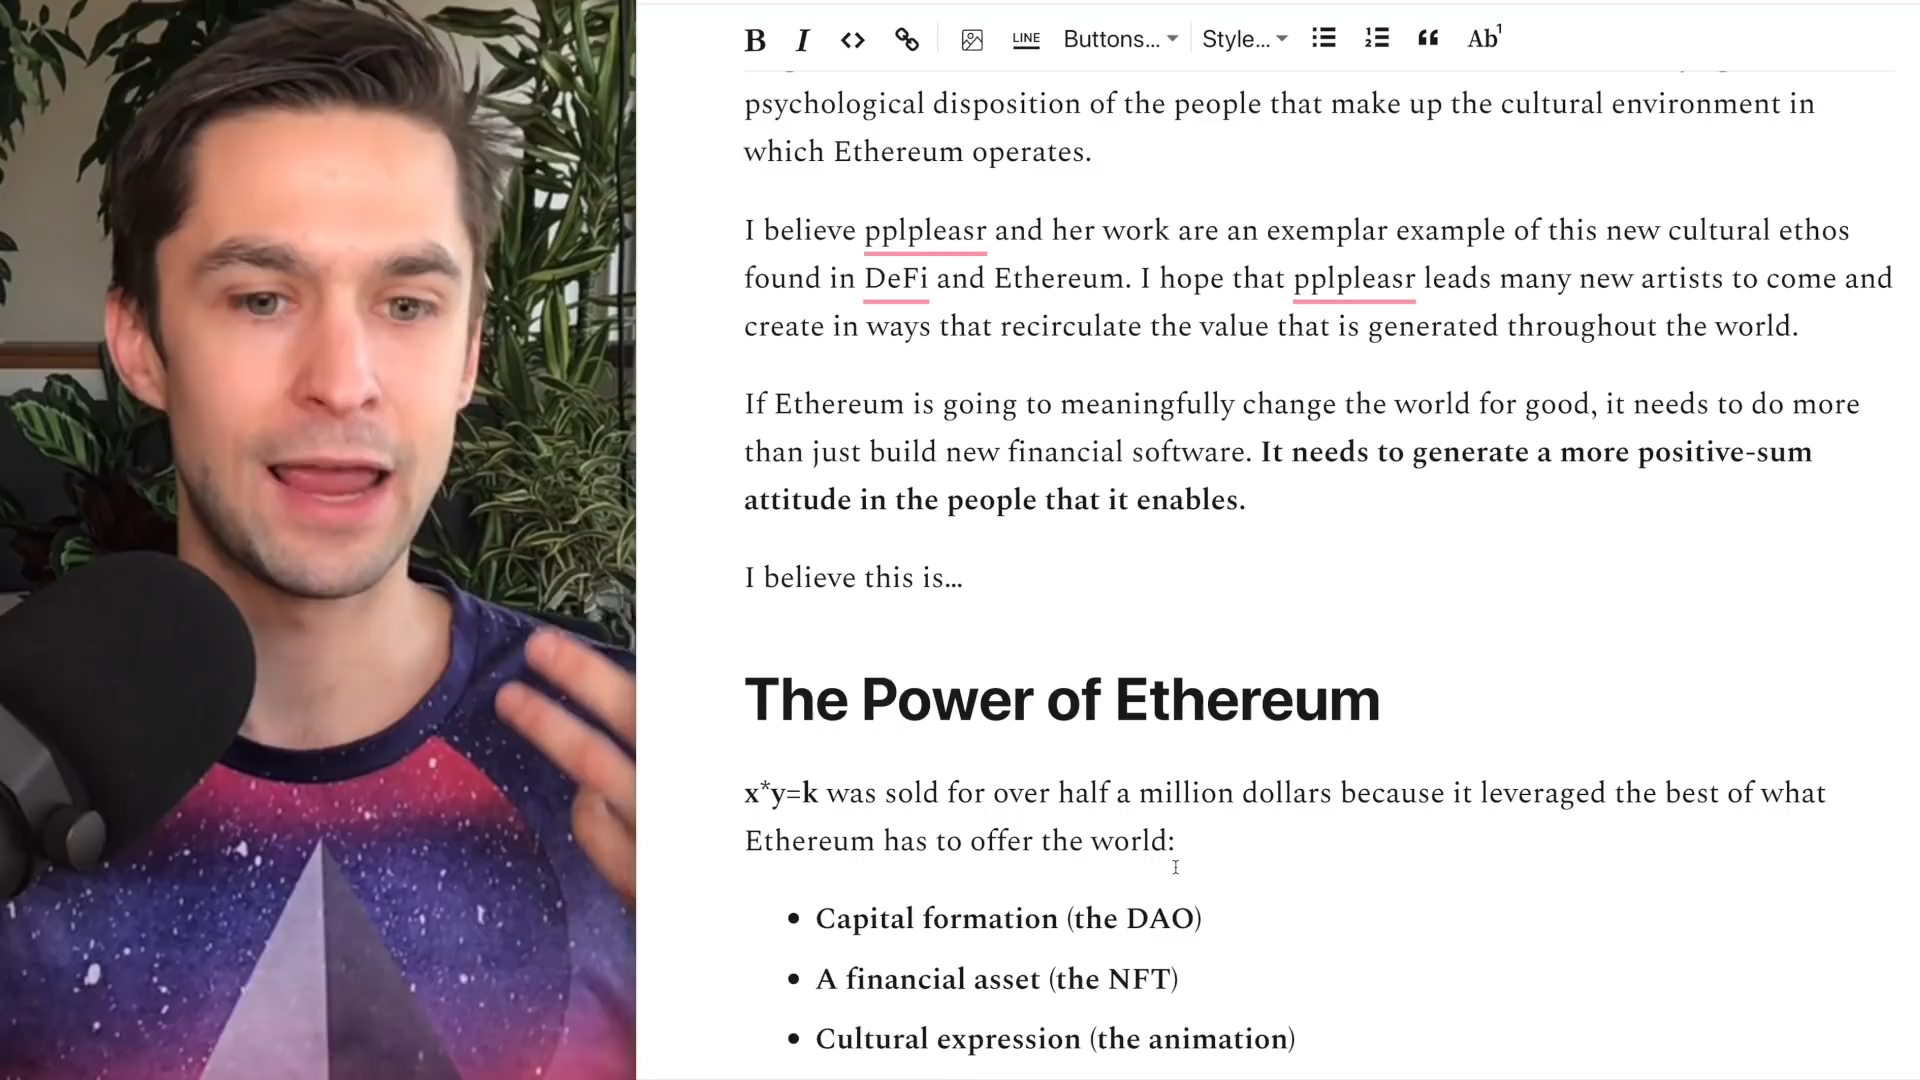 B I <> LINE Buttons... Style... Ab1
psychological disposition of the people that make up the cultural environment in
which Ethereum operates.
I believe pplpleasr and her work are an exemplar example of this new cultural ethos
found in DeFi and Ethereum. I hope that pplpleasr leads many new artists to come and
create in ways that recirculate the value that is generated throughout the world.
If Ethereum is going to meaningfully change the world for good, it needs to do more
than just build new financial software. It needs to generate a more positive-sum
attitude in the people that it enables.
I believe this is...
The Power of Ethereum
x*y=k was sold for over half a million dollars because it leveraged the best of what
Ethereum has to offer the world:
• Capital formation (the DAO)
• A financial asset (the NFT)
• Cultural expression (the animation)